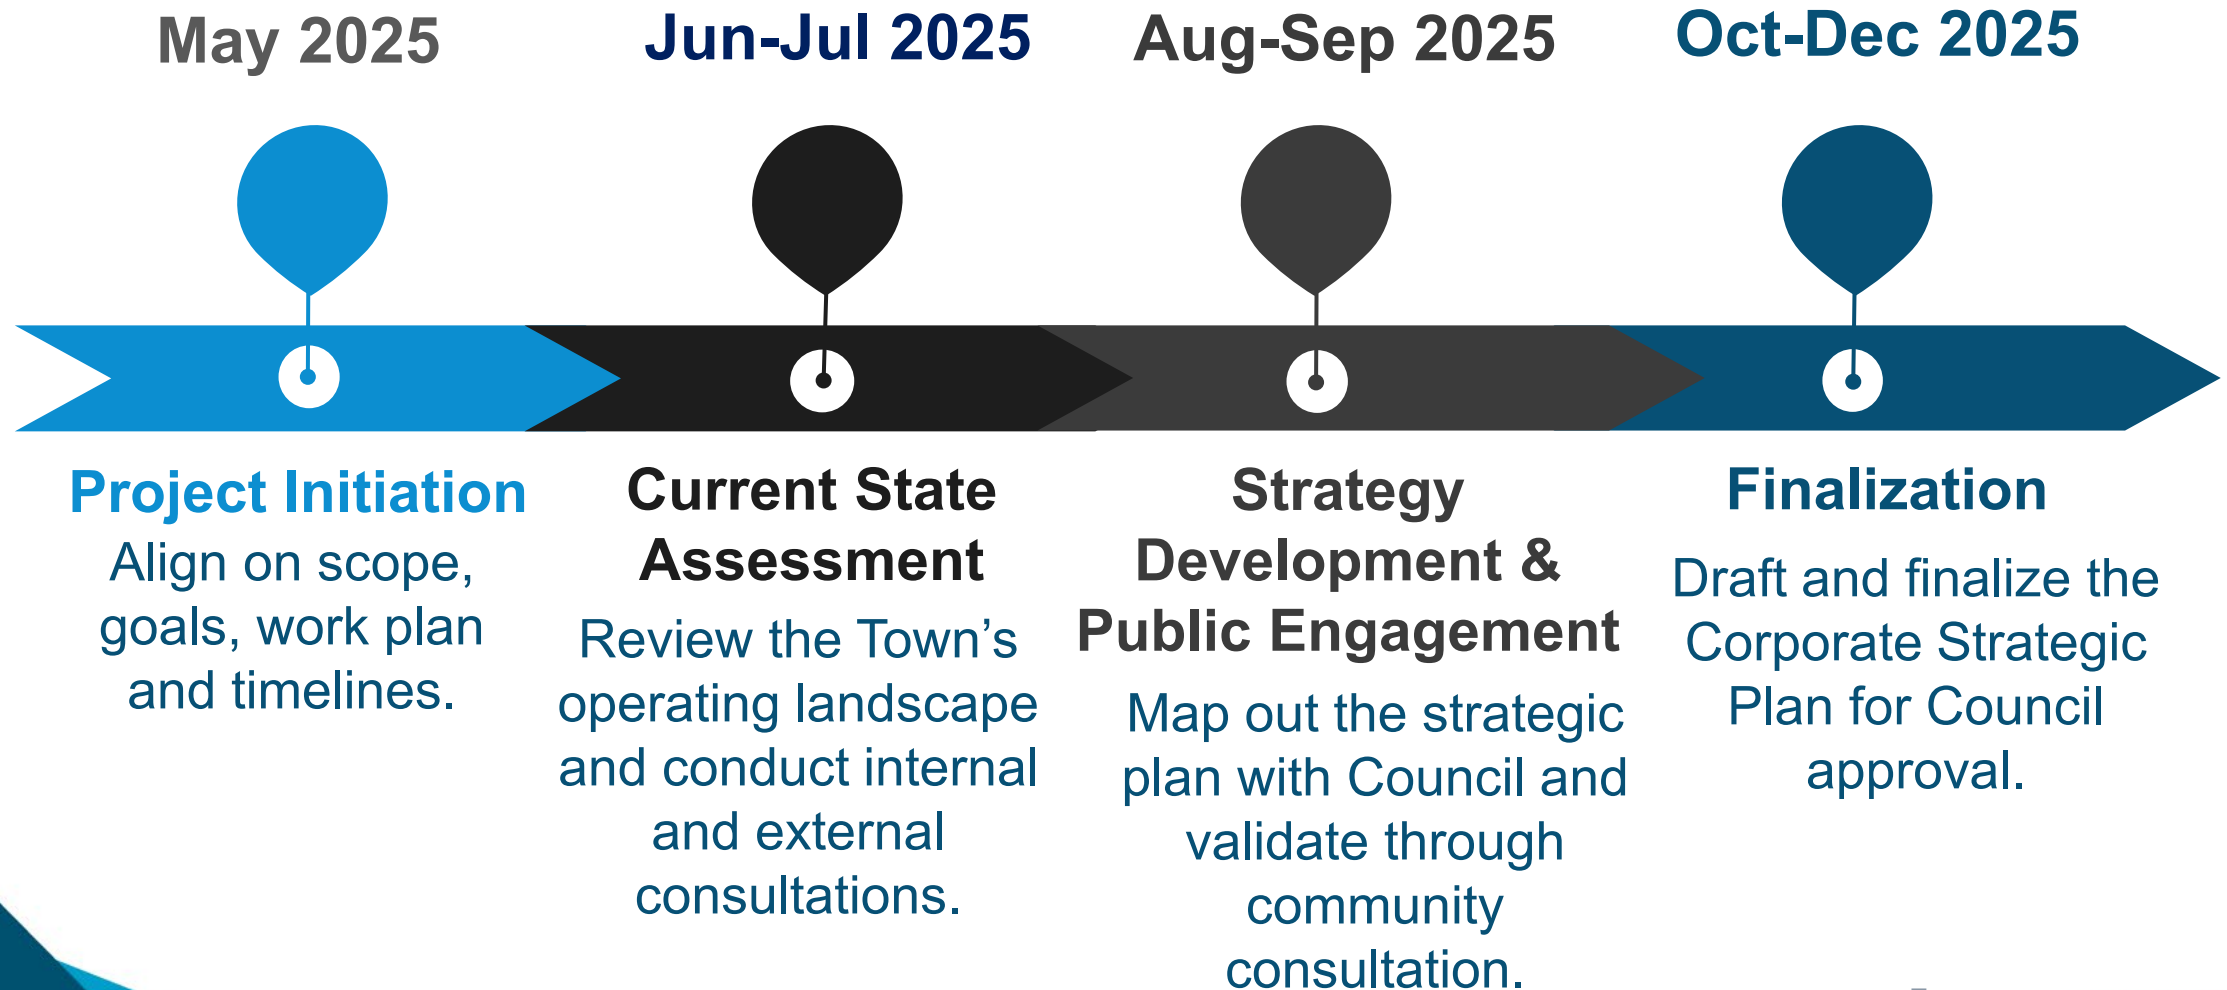 May 2025
Jun-Jul 2025
Aug-Sep 2025
Oct-Dec 2025
Project Initiation
Align on scope,
goals, work plan
and timelines.
Current State
Assessment
Review the Town’s
operating landscape
and conduct internal
and external
consultations.
Strategy
Development &
Public Engagement
Map out the strategic
plan with Council and
validate through
community
consultation.
Finalization
Draft and finalize the
Corporate Strategic
Plan for Council
approval.